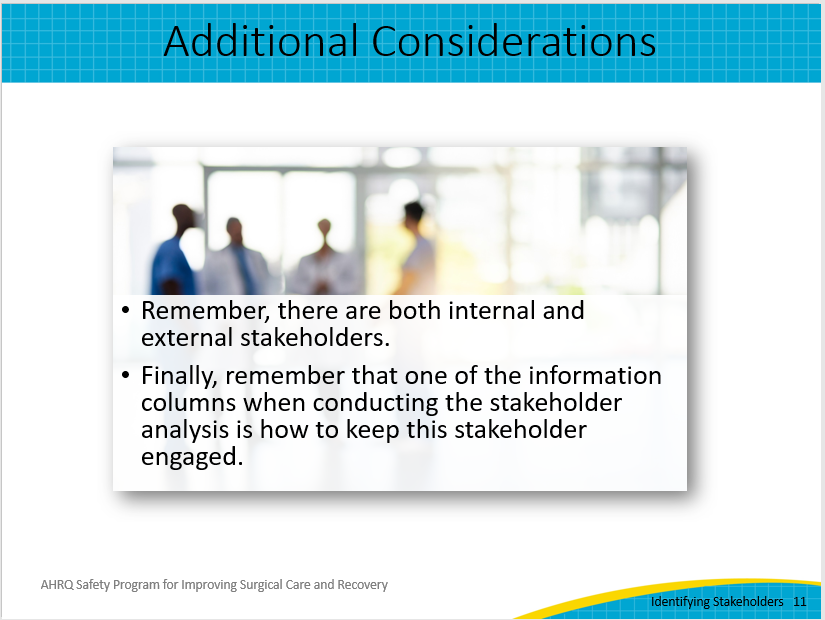 Additional Considerations
• Remember, there are both internal and
external stakeholders.
• Finally, remember that one of the information
columns when conducting the stakeholder
analysis is how to keep this stakeholder
engaged.
AHRQ Safety Program for Improving Surgical Care and Recovery
Identifying Stakeholders 11